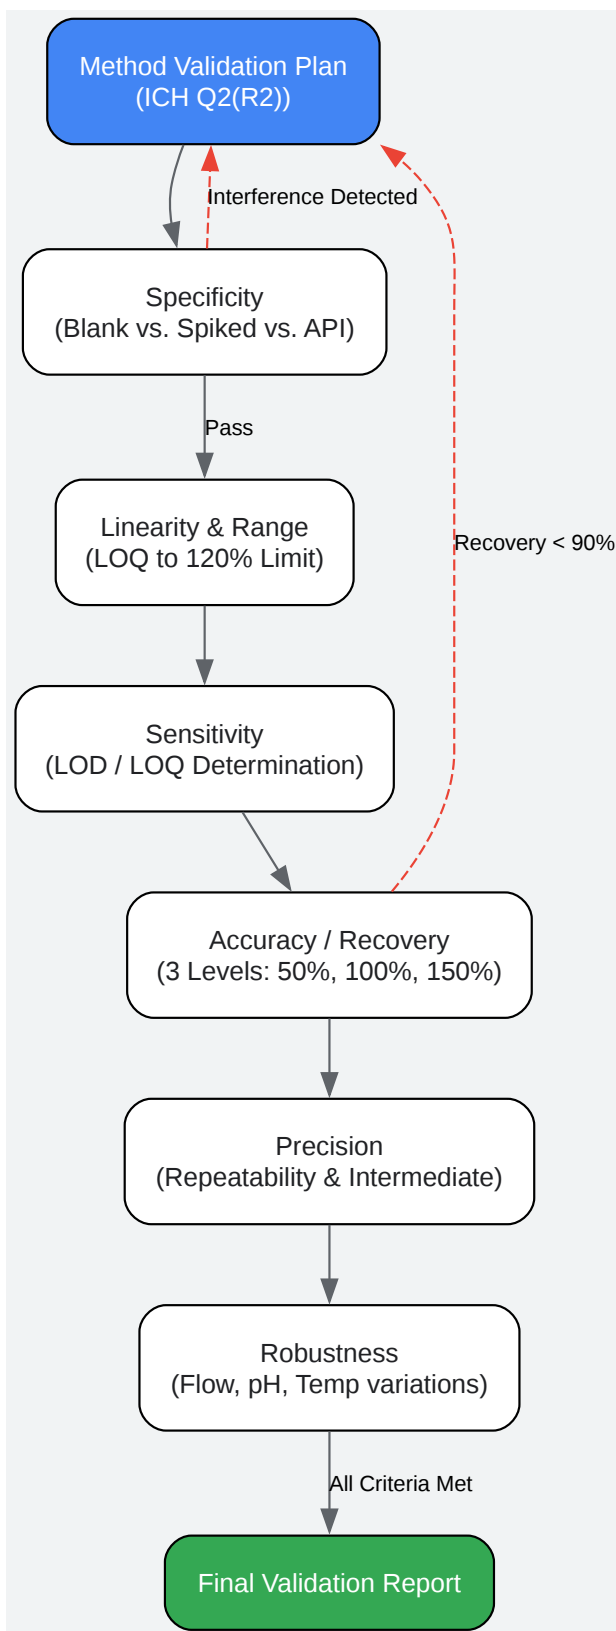 Method Validation Plan
(ICH Q2(R2))
Interference Detected
Specificity
(Blank vs. Spiked vs. API)
Pass
Linearity & Range
(LOQ to 120% Limit)
Recovery < 90%
Sensitivity
(LOD / LOQ Determination)
Accuracy / Recovery
(3 Levels: 50%, 100%, 150%)
Precision
(Repeatability & Intermediate)
Robustness
(Flow, pH, Temp variations)
All Criteria Met
Final Validation Report